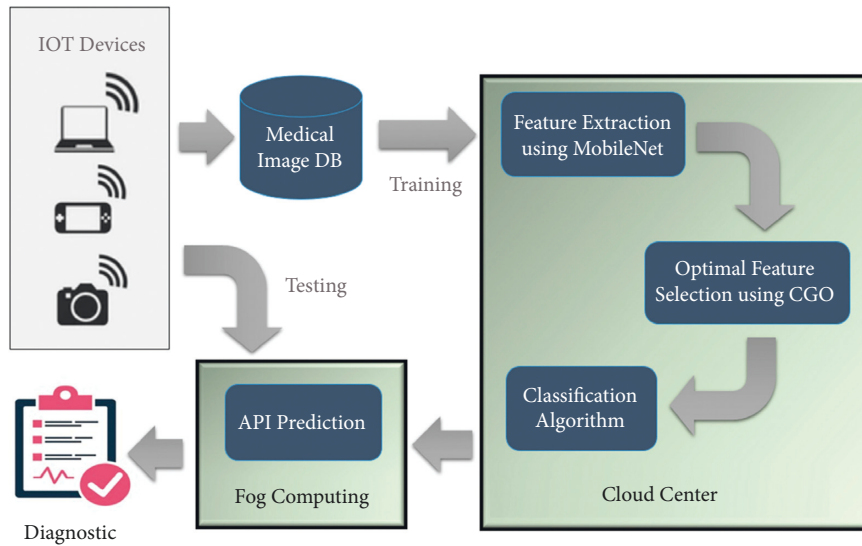 IOT Devices
Medical
Image DB
Training
Feature Extraction
using MobileNet
Optimal Feature
Selection using CGO
Classification
Algorithm
Cloud Center
Testing
API Prediction
Fog Computing
Diagnostic